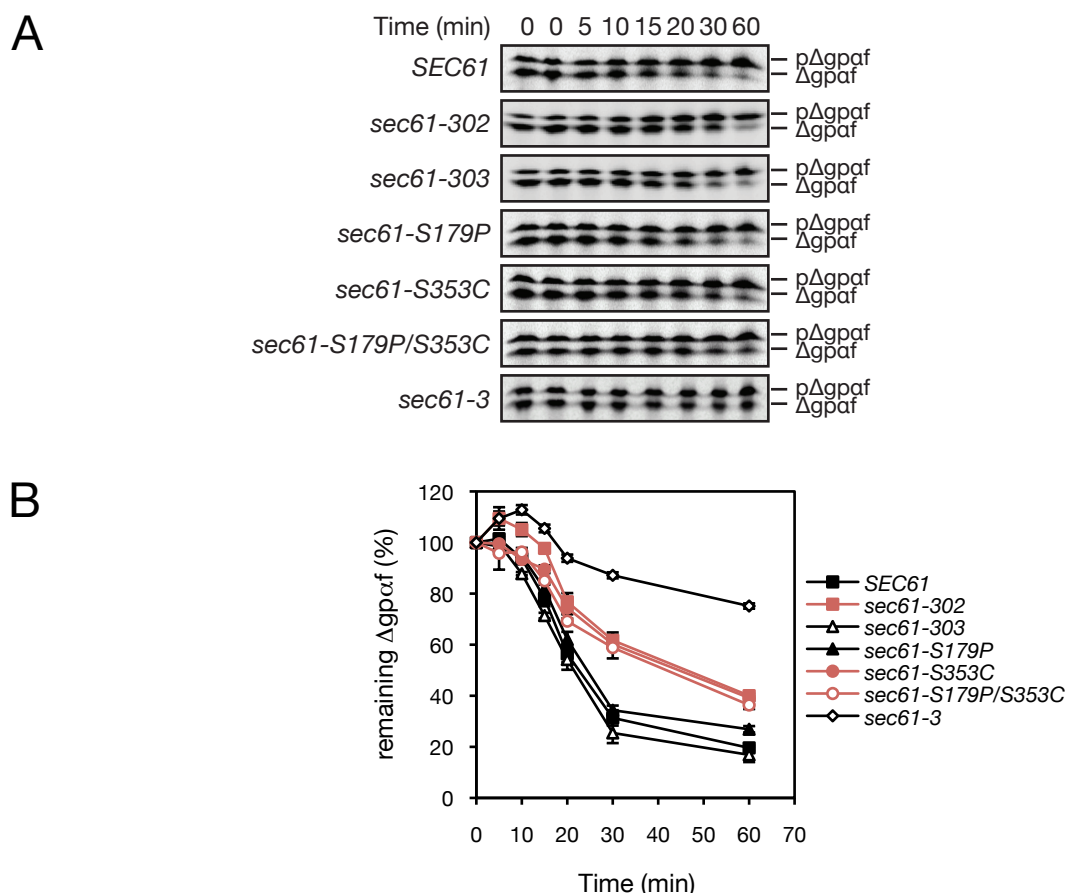 A
Time (min) 0 0 5 10 15 20 30 60
SEC61
pΔgpαf
Δgpαf
sec61-302
pΔgpαf
Δgpαf
sec61-303
pΔgpαf
Δgpαf
sec61-S179P
pΔgpαf
Δgpαf
sec61-S353C
pΔgpαf
Δgpαf
sec61-S179P/S353C
pΔgpαf
Δgpαf
sec61-3
pΔgpαf
Δgpαf
B
remaining Δgpαf (%)
120
100
80
60
40
20
0
0 10 20 30 40 50 60 70
Time (min)
SEC61
sec61-302
sec61-303
sec61-S179P
sec61-S353C
sec61-S179P/S353C
sec61-3